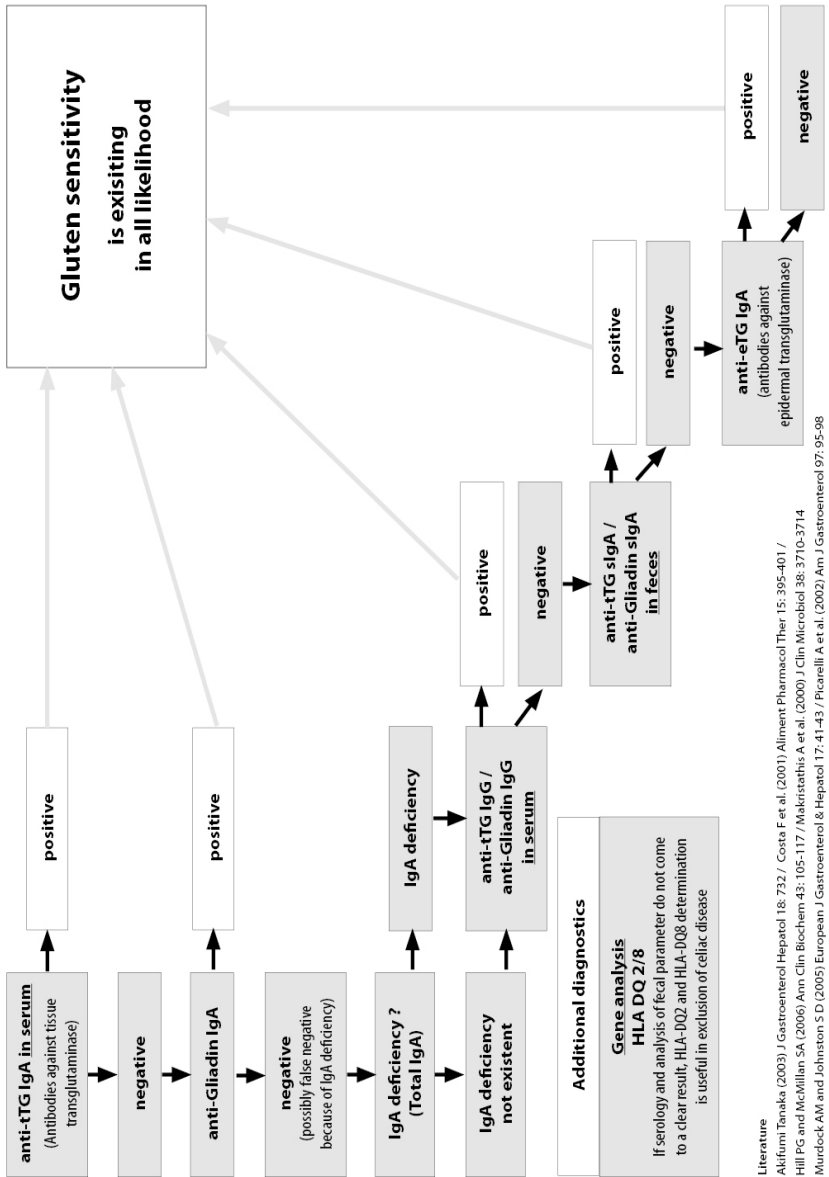 anti-tTG IgA in serum
(Antibodies against tissue
transglutaminase)
positive
Gluten sensitivity
is exisiting
in all likelihood
negative
anti-Gliadin IgA
positive
negative
(possibly false negative
because of IgA deficiency)
IgA deficiency ?
(Total IgA)
IgA deficiency
IgA deficiency
not existent
anti-tTG IgG /
anti-Gliadin IgG
in serum
positive
negative
anti-tTG sIgA /
anti-Gliadin sIgA
in feces
positive
negative
anti-eTG IgA
(antibodies against
epidermal transglutaminase)
positive
negative
Additional diagnostics
Gene analysis
HLA DQ 2/8
If serology and analysis of fecal parameter do not come
to a clear result, HLA-DQ2 and HLA-DQ8 determination
is useful in exclusion of celiac disease
Literature
Akifumi Tanaka (2003) J Gastroenterol Hepatol 18: 732 / Costa F et al. (2001) Aliment Pharmacol Ther 15: 395-401 /
Hill PG and McMillan SA (2006) Ann Clin Biochem 43: 105-117 / Makristathis A et al. (2000) J Clin Microbiol 38: 3710-3714
Murdock AM and Johnston S D (2005) European J Gastroenterol & Hepatol 17: 41-43 / Picarelli A et al. (2002) Am J Gastroenterol 97: 95-98